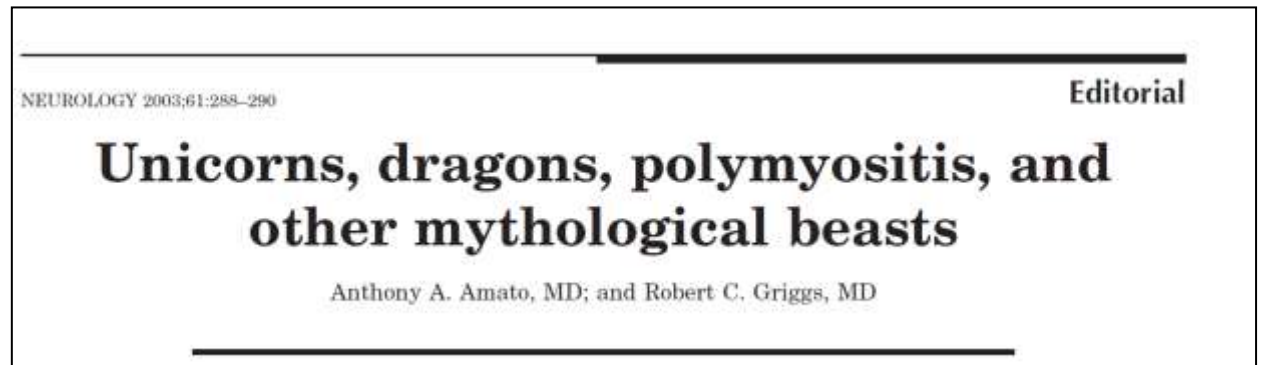 NEUROLOGY 2003;61:288–290
Editorial
Unicorns, dragons, polymyositis, and
other mythological beasts
Anthony A. Amato, MD; and Robert C. Griggs, MD